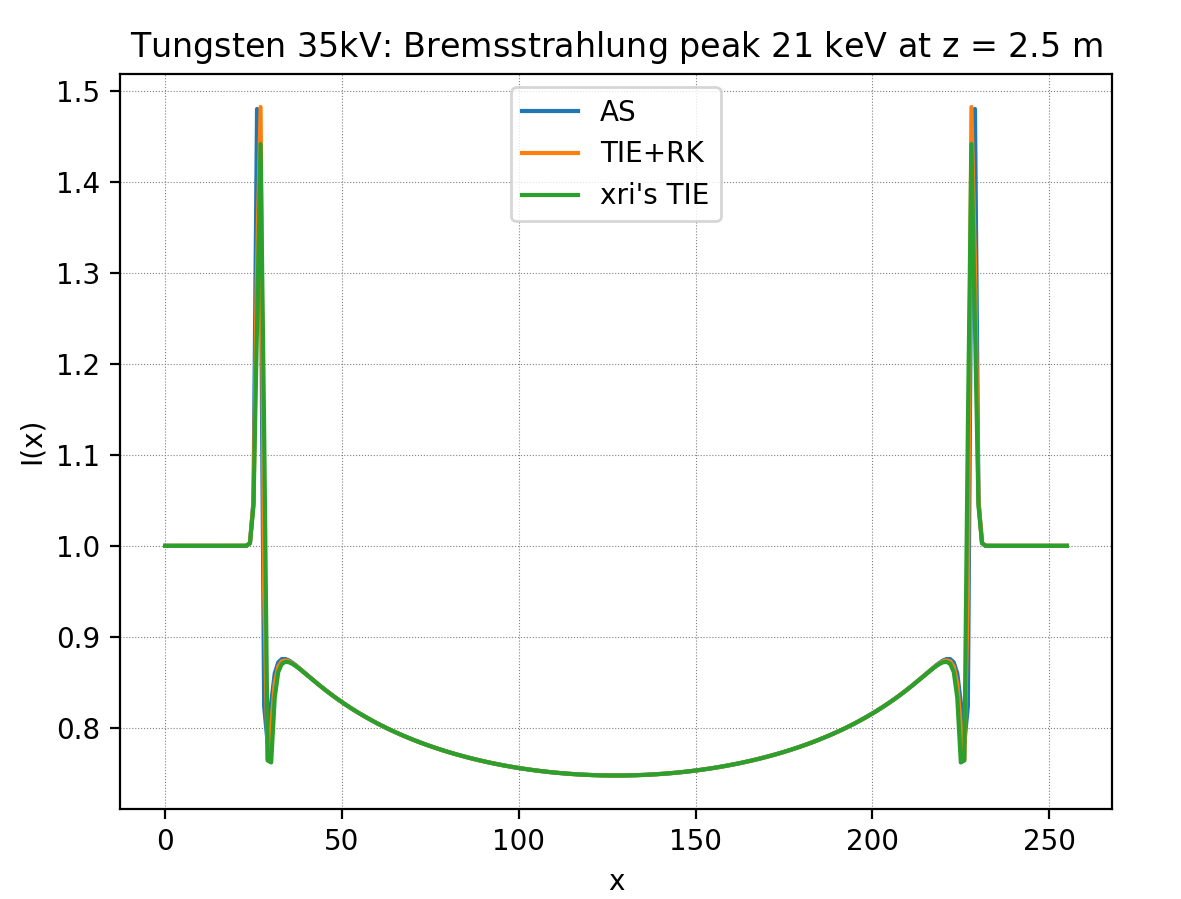 Tungsten 35kV: Bremsstrahlung peak 21 keV at z = 2.5 m
AS
TIE+RK
xri's TIE
I(x)
1.5
1.4
1.3
1.2
1.1
1.0
0.9
0.8
0
50
100
150
200
250
x